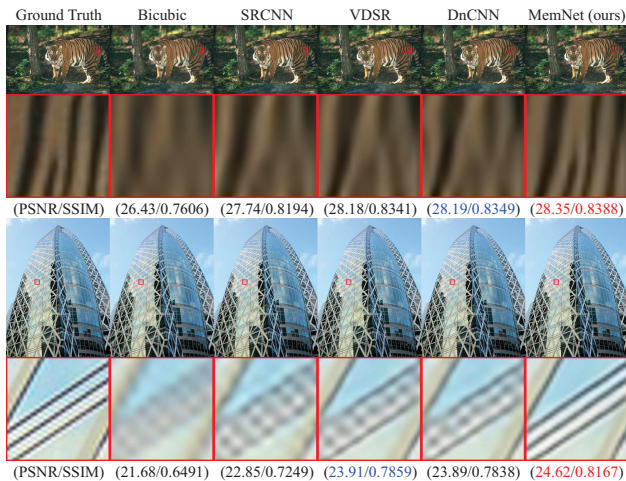 Ground Truth Bicubic SRCNN VDSR DnCNN MemNet (ours)
(PSNR/SSIM) (26.43/0.7606) (27.74/0.8194) (28.18/0.8341) (28.19/0.8349) (28.35/0.8388)
(PSNR/SSIM) (21.68/0.6491) (22.85/0.7249) (23.91/0.7859) (23.89/0.7838) (24.62/0.8167)